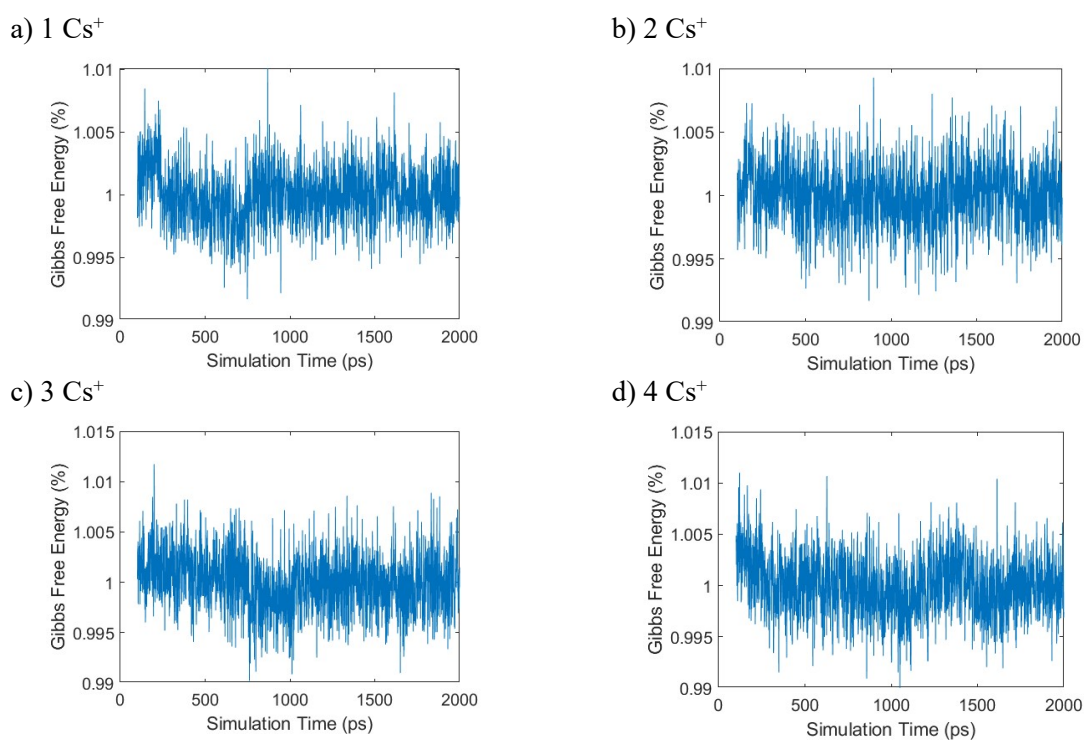 a) 1 Cs⁺
1.01
1.005
1
0.995
0.99
Gibbs Free Energy (%)
0 500 1000 1500 2000
Simulation Time (ps)
b) 2 Cs⁺
1.01
1.005
1
0.995
0.99
Gibbs Free Energy (%)
0 500 1000 1500 2000
Simulation Time (ps)
c) 3 Cs⁺
1.015
1.01
1.005
1
0.995
0.99
Gibbs Free Energy (%)
0 500 1000 1500 2000
Simulation Time (ps)
d) 4 Cs⁺
1.015
1.01
1.005
1
0.995
0.99
Gibbs Free Energy (%)
0 500 1000 1500 2000
Simulation Time (ps)